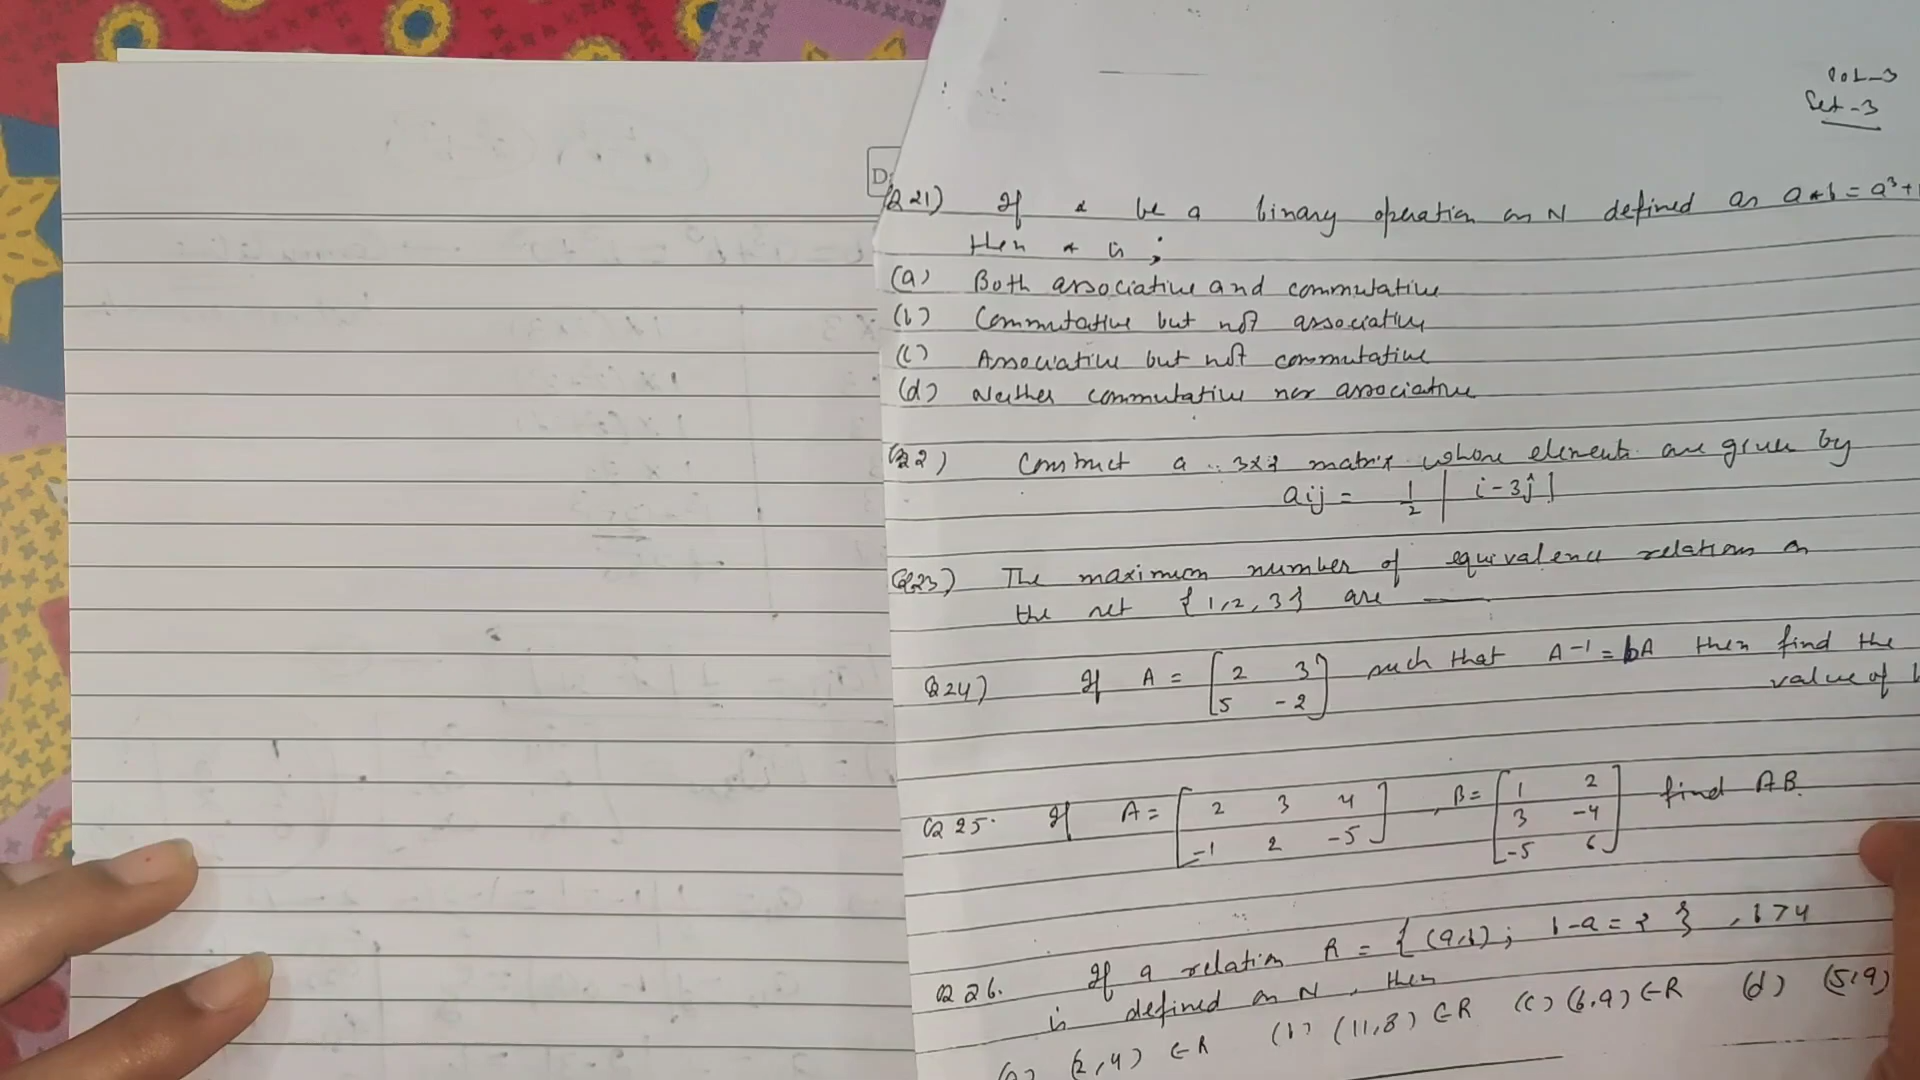 Set-3
Q21) If * be a binary operation on N defined as a*b = a³+
then * is ;
(a) Both associative and commutative
(b) Commutative but not associative
(c) Associative but not commutative
(d) Neither commutative nor associative
Q22) Construct a 3x2 matrix whose elements are given by
aij = 1/2 | i-3j |
Q23) The maximum number of equivalence relation on
the set {1,2,3} are ___
Q24) If A = [2 3
5 -2] such that A-1 = bA then find the
value of
Q25. If A = [2 3 4
-1 2 -5] , B = [1 2
3 -4
-5 6] find AB.
Q26. If a relation R = { (a,b); b-a = } , b>4
is defined on N, then
(2,4) ∈ R (b) (11,8) ∈ R (c) (6,9) ∈ R (d) (5,9)